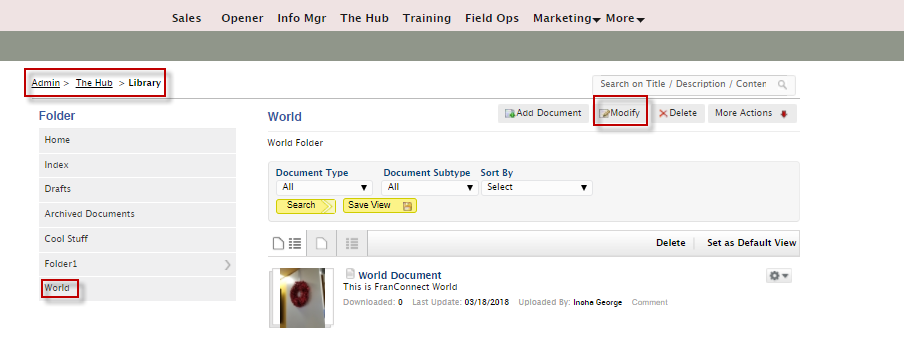 Sales Opener Info Mgr The Hub Training Field Ops Marketing More
Admin > The Hub > Library
Search on Title / Description / Conten
Folder
Home
Index
Drafts
Archived Documents
Cool Stuff
Folder1
World
World
Add Document Modify Delete More Actions
World Folder
Document Type Document Subtype Sort By
All All Select
Search Save View
Delete Set as Default View
World Document
This is FranConnect World
Downloaded: 0 Last Update: 03/18/2018 Uploaded By: Incha George Comment